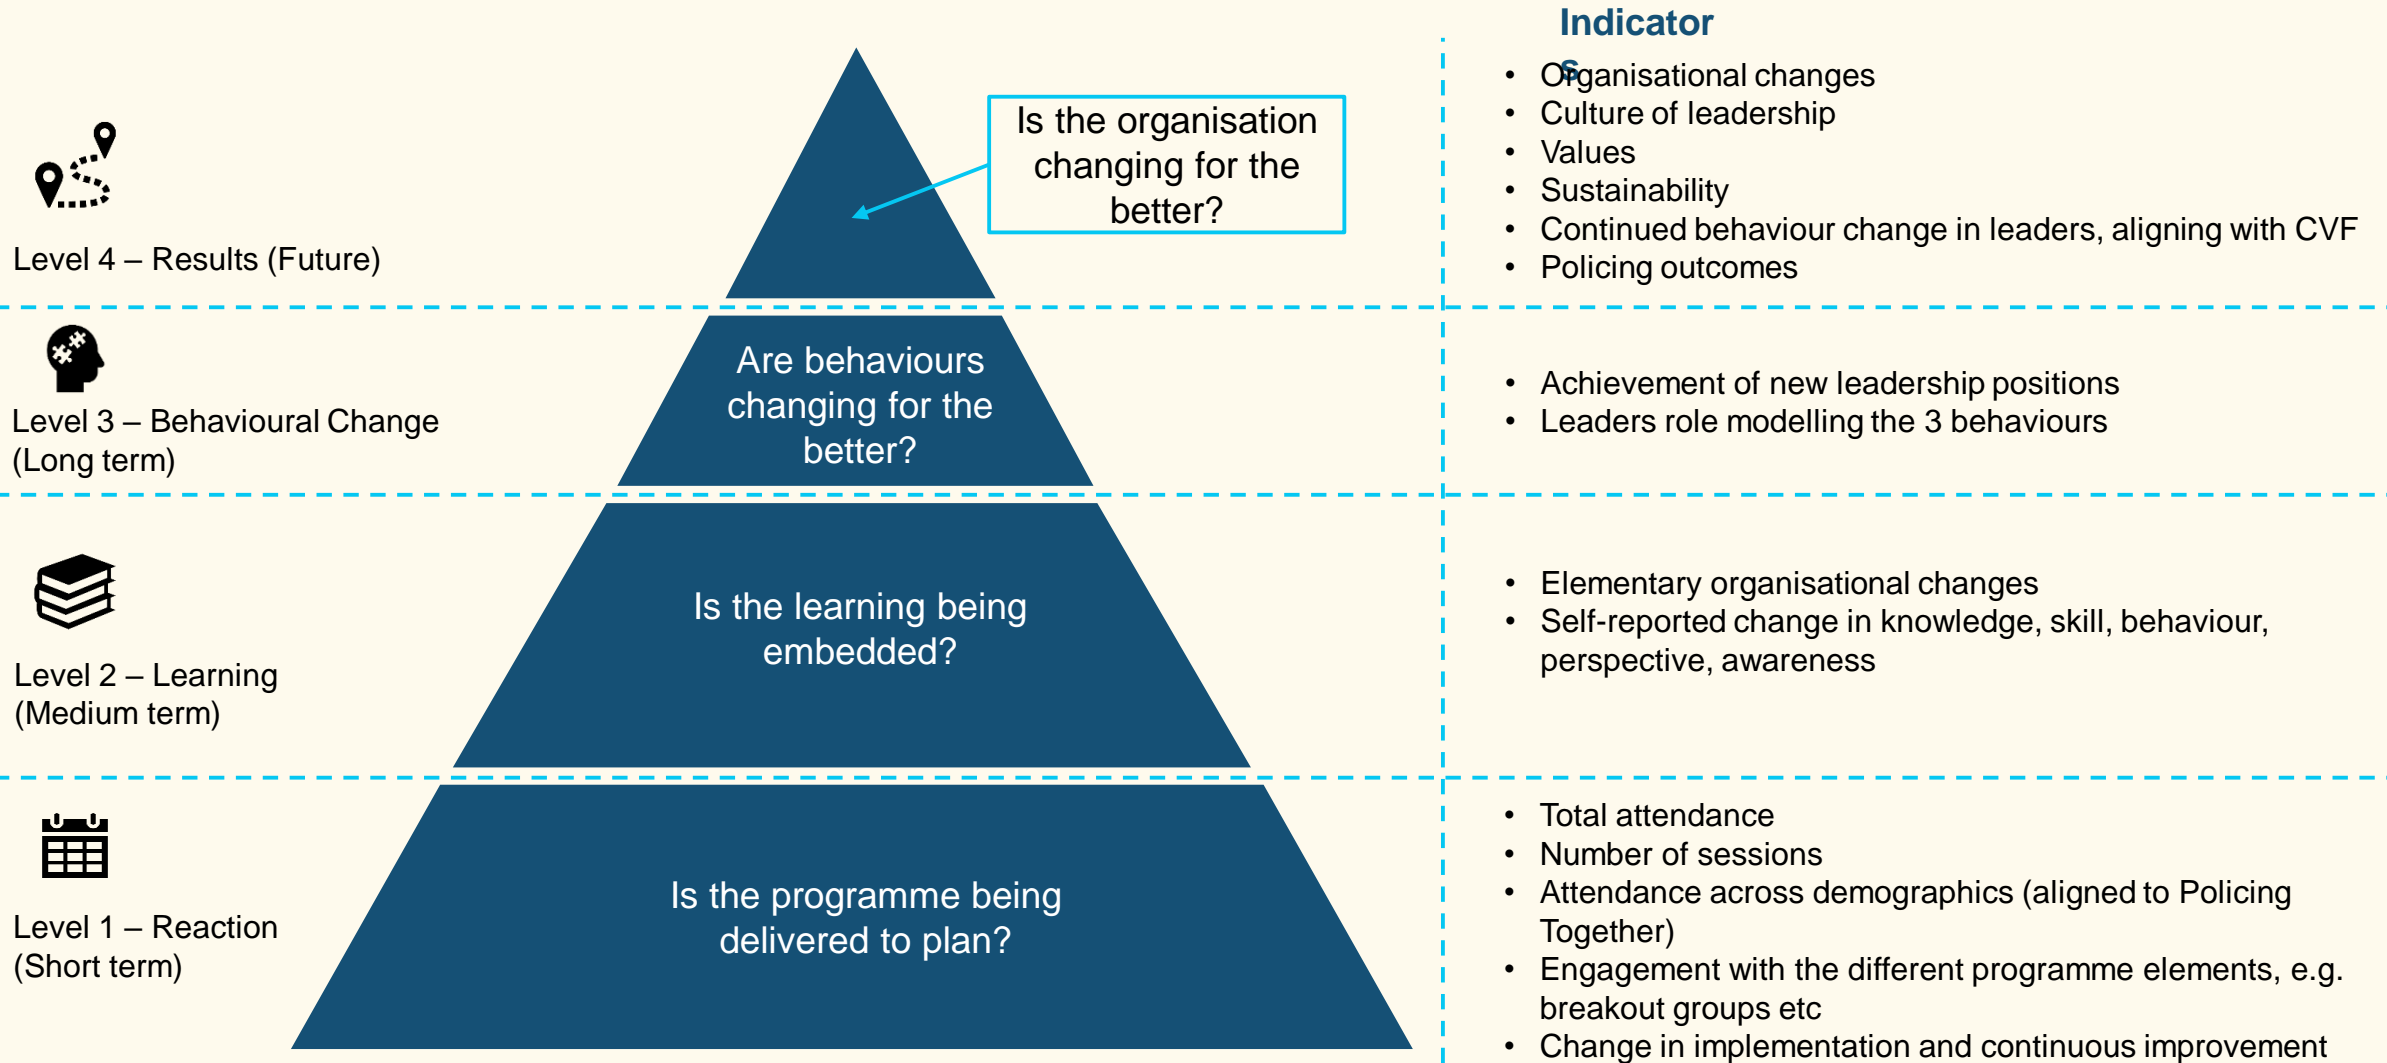 Indicator
s
• Organisational changes
• Culture of leadership
• Values
• Sustainability
• Continued behaviour change in leaders, aligning with CVF
• Policing outcomes
Is the organisation
changing for the
better?
Level 4 – Results (Future)
Are behaviours
changing for the
better?
Level 3 – Behavioural Change
(Long term)
• Achievement of new leadership positions
• Leaders role modelling the 3 behaviours
Is the learning being
embedded?
Level 2 – Learning
(Medium term)
• Elementary organisational changes
• Self-reported change in knowledge, skill, behaviour,
perspective, awareness
Is the programme being
delivered to plan?
Level 1 – Reaction
(Short term)
• Total attendance
• Number of sessions
• Attendance across demographics (aligned to Policing
Together)
• Engagement with the different programme elements, e.g.
breakout groups etc
• Change in implementation and continuous improvement